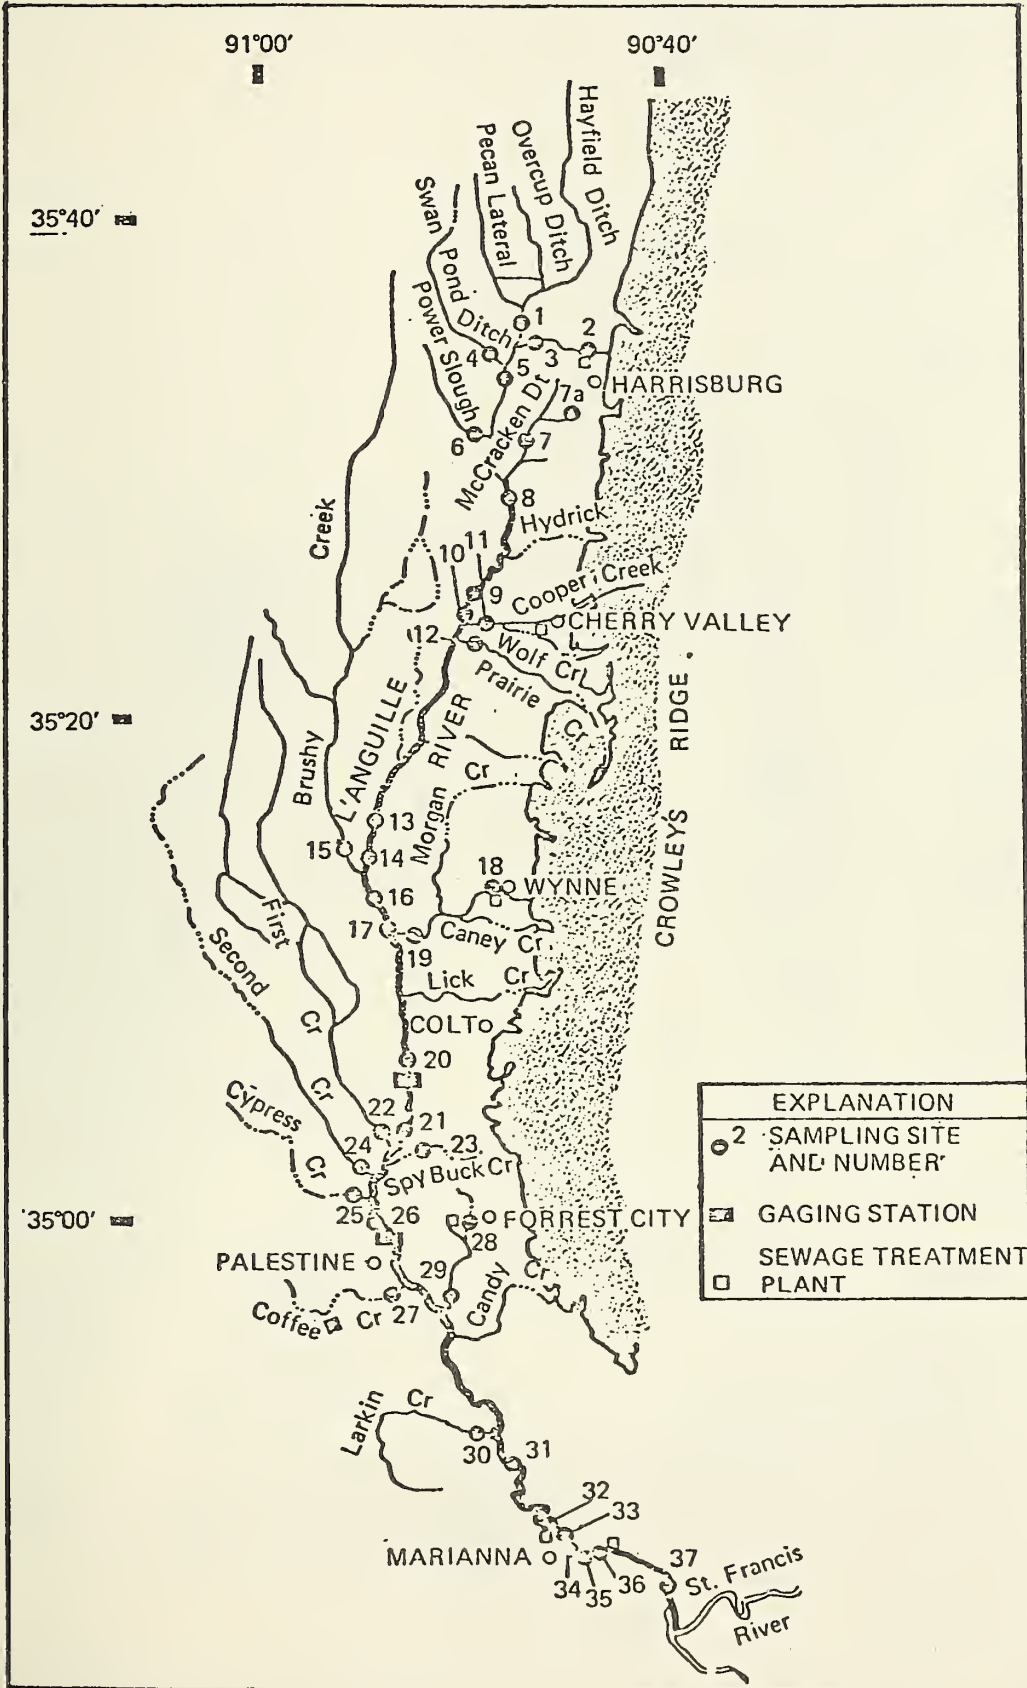 91°00'
90°40'
Hayfield Ditch
Overcup Ditch
Pecan Lateral
Swan Pond Ditch
35°40'
Power Slough
1
2
3
4
5
HARRISBURG
7a
McCracken Dt
6
7
8
Hydrick
Creek
10
11
9
Cooper Creek
CHERRY VALLEY
12
Wolf Cr
Prairie
Cr
35°20'
L'ANGUILLE
RIVER
CROWLEY'S RIDGE
Brushy
Morgan
Cr
13
15
14
18
WYNNE
16
First
17
Caney Cr
19
Second
Lick Cr
Cr
COLT
20
Cr
Cypress
22
21
24
23
Cr
Spy Buck Cr
35°00'
25
26
FORREST CITY
28
PALESTINE
29
Candy Cr
Coffee Cr
27
EXPLANATION
2 SAMPLING SITE
AND NUMBER
GAGING STATION
SEWAGE TREATMENT
PLANT
Larkin
Cr
30
31
32
33
MARIANNA
34
35
36
37
St. Francis
River